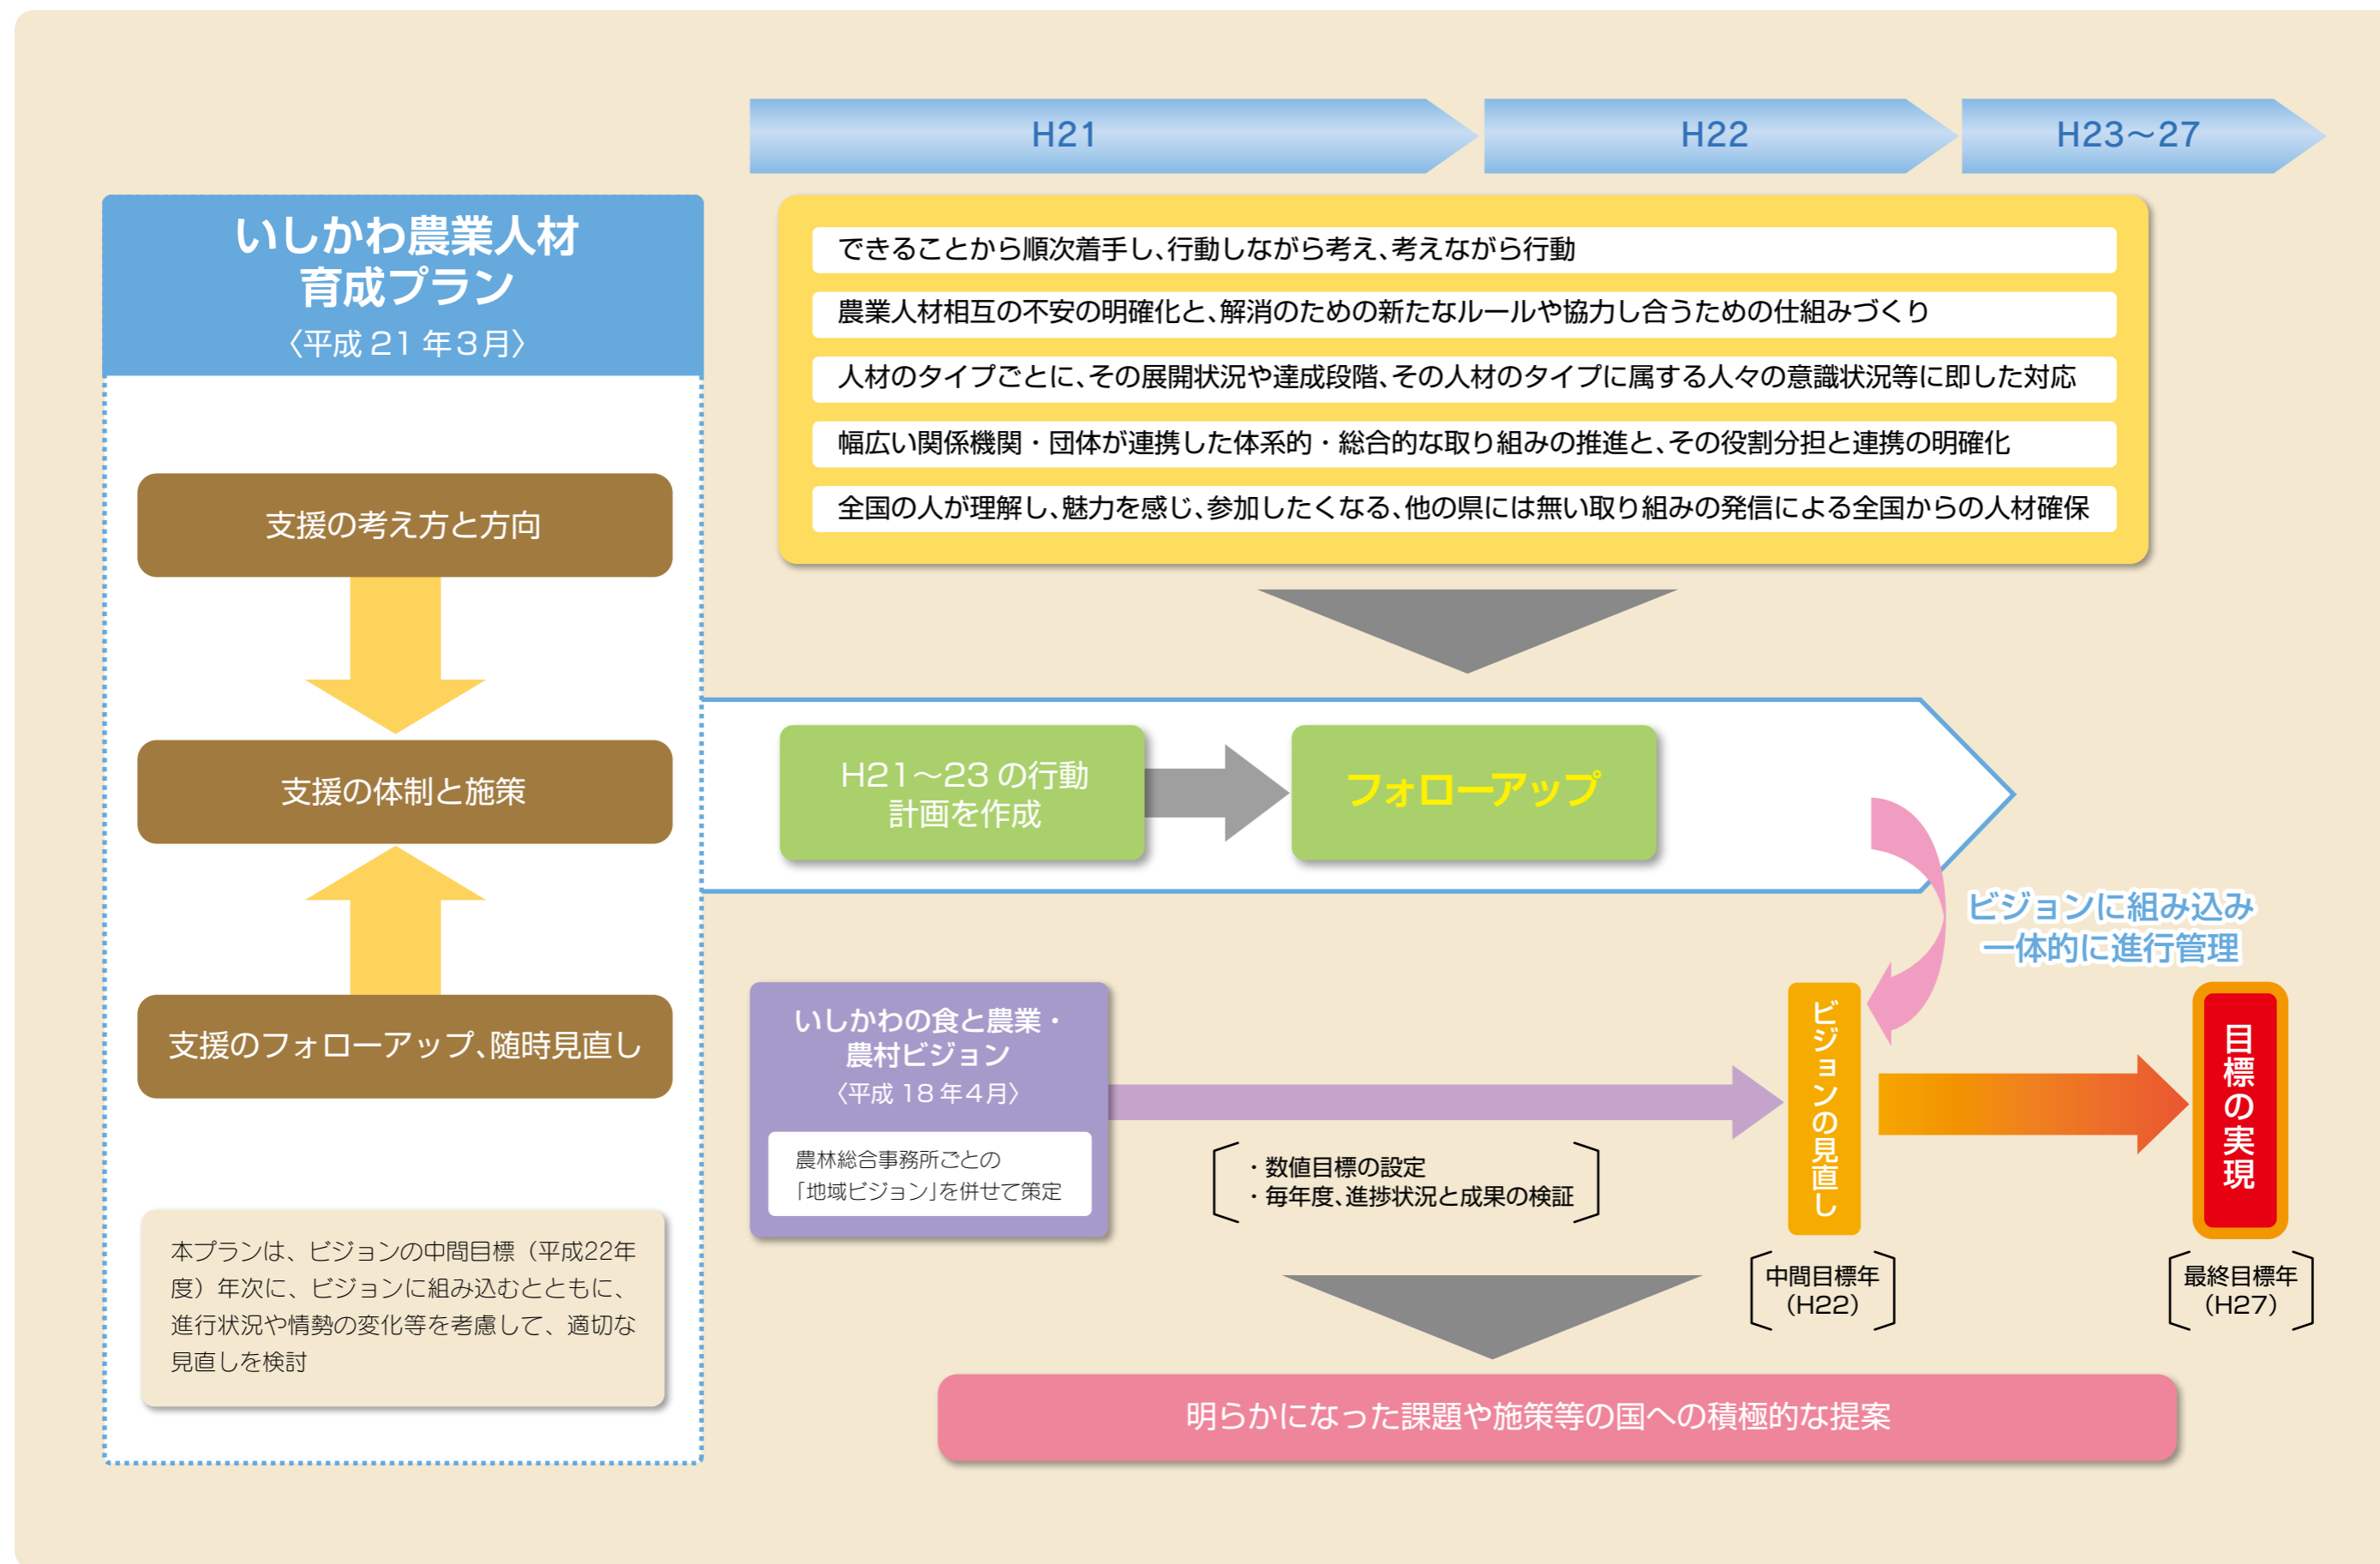 H21
H22
H23～27
いしかわ農業人材
育成プラン
〈平成 21 年３月〉
支援の考え方と方向
支援の体制と施策
支援のフォローアップ、随時見直し
本プランは、ビジョンの中間目標（平成22年
度）年次に、ビジョンに組み込むとともに、
進行状況や情勢の変化等を考慮して、適切な
見直しを検討
できることから順次着手し、行動しながら考え、考えながら行動
農業人材相互の不安の明確化と、解消のための新たなルールや協力し合うための仕組みづくり
人材のタイプごとに、その展開状況や達成段階、その人材のタイプに属する人々の意識状況等に即した対応
幅広い関係機関・団体が連携した体系的・総合的な取り組みの推進と、その役割分担と連携の明確化
全国の人が理解し、魅力を感じ、参加したくなる、他の県には無い取り組みの発信による全国からの人材確保
H21～23 の行動
計画を作成
フォローアップ
ビジョンに組み込み
一体的に進行管理
いしかわの食と農業・
農村ビジョン
〈平成 18 年４月〉
農林総合事務所ごとの
「地域ビジョン」を併せて策定
・数値目標の設定
・毎年度、進捗状況と成果の検証
ビジョンの見直し
中間目標年
（H22）
目標の実現
最終目標年
（H27）
明らかになった課題や施策等の国への積極的な提案